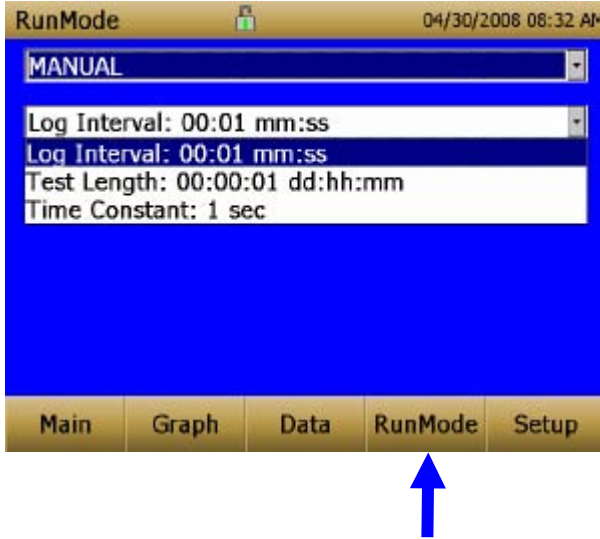 RunMode 04/30/2008 08:32 AM
MANUAL
Log Interval: 00:01 mm:ss
Log Interval: 00:01 mm:ss
Test Length: 00:00:01 dd:hh:mm
Time Constant: 1 sec
Main Graph Data RunMode Setup